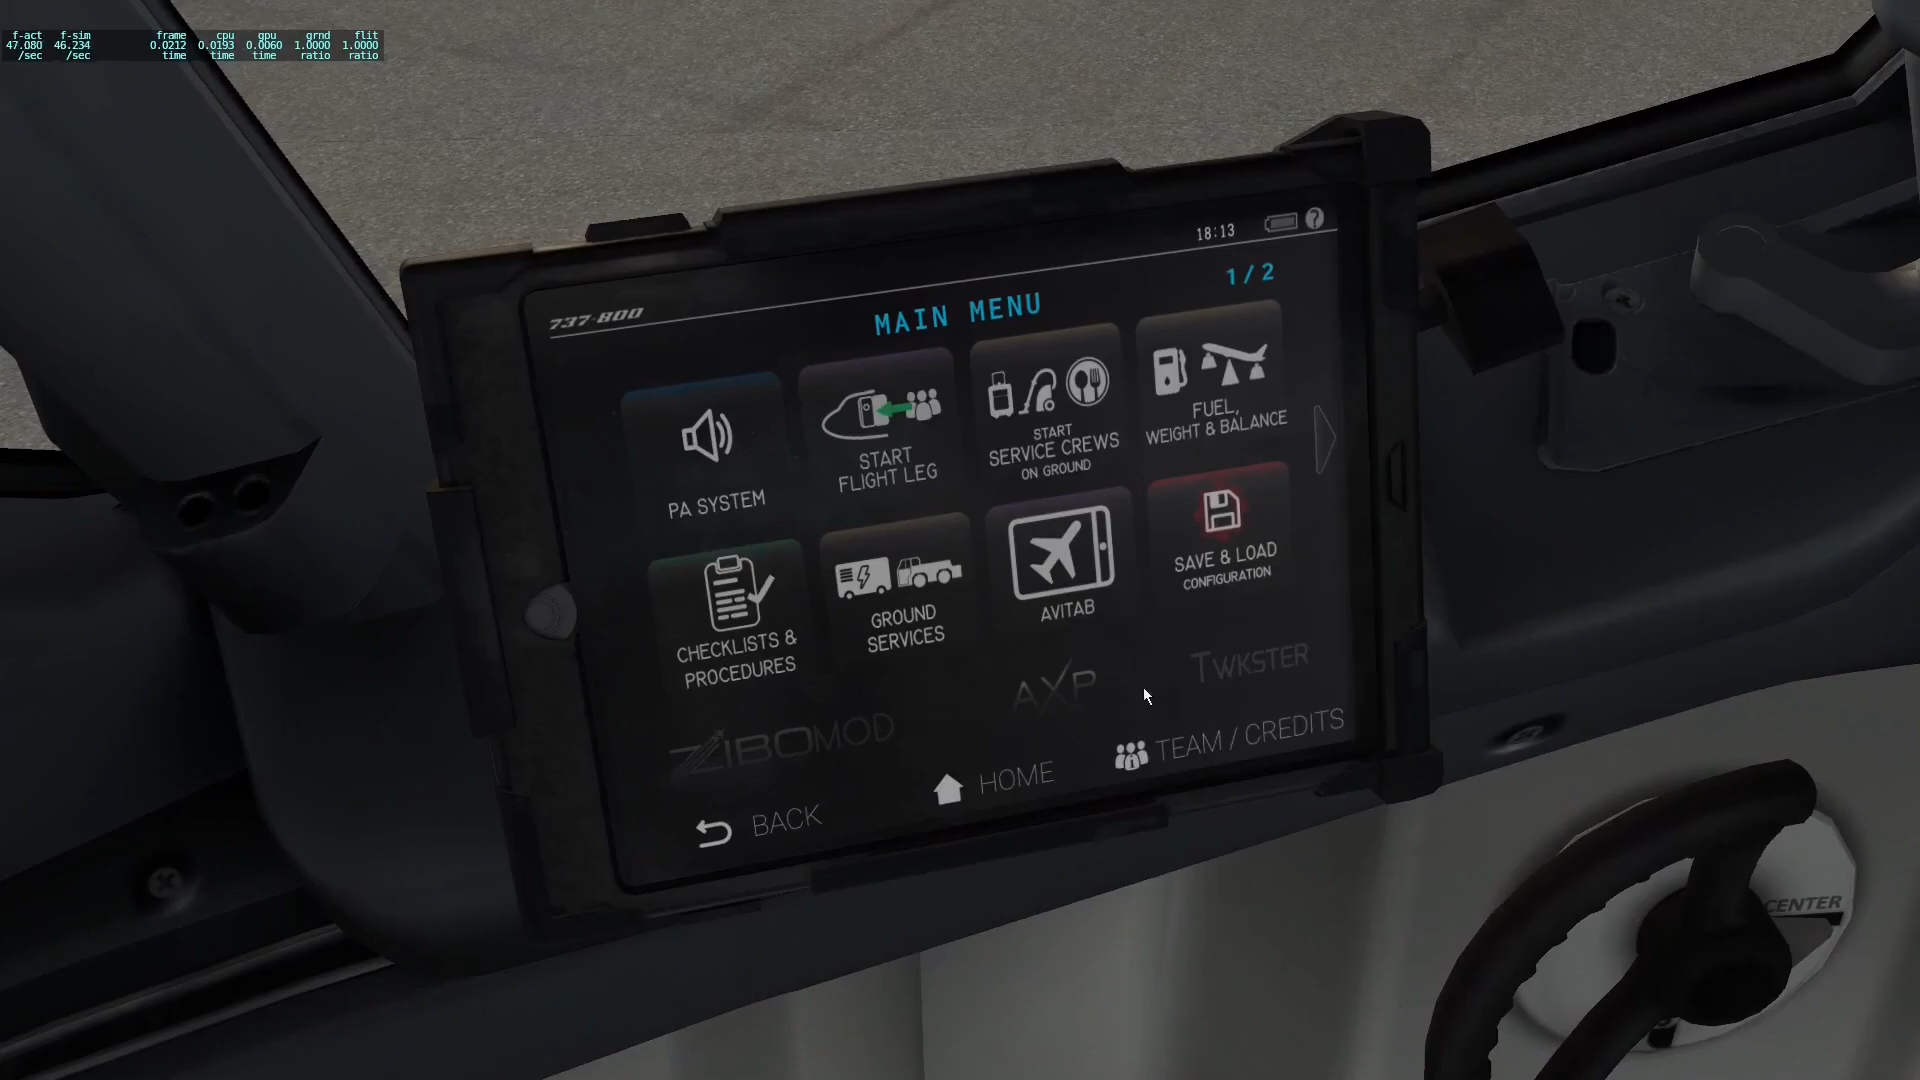 f-act f-sim frame cpu gpu grnd flit
47.080 46.234 0.0212 0.0193 0.0060 1.0000 1.0000
/sec /sec time time time ratio ratio
18:13
?
737-800
MAIN MENU
1/2
PA SYSTEM
START
FLIGHT LEG
START
SERVICE CREWS
ON GROUND
FUEL,
WEIGHT & BALANCE
CHECKLISTS &
PROCEDURES
GROUND
SERVICES
AVITAB
SAVE & LOAD
CONFIGURATION
ZIBOMOD
AXP
TWKSTER
BACK
HOME
TEAM / CREDITS
CENTER